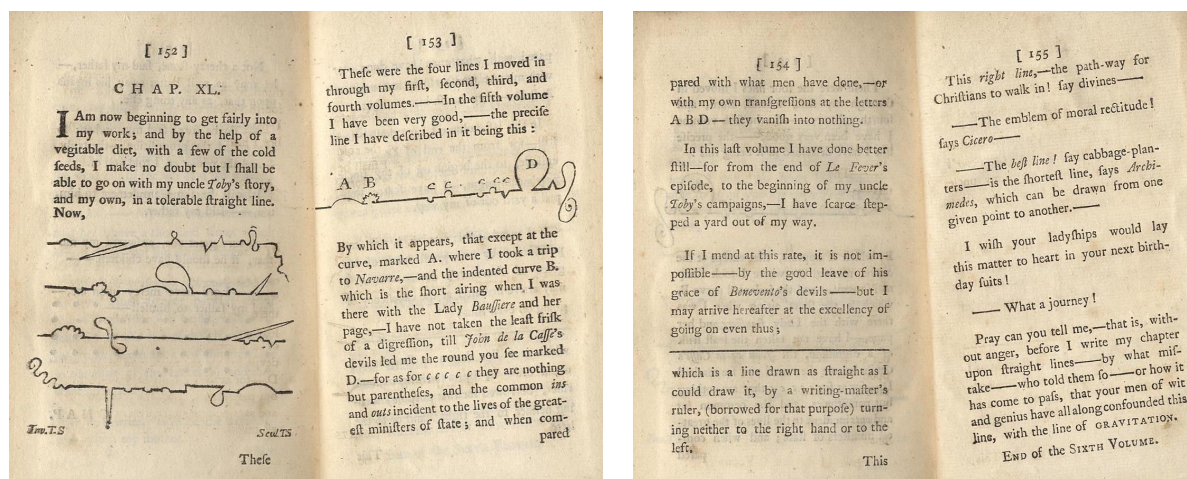 [ 152 ]
CHAP. XL.
I Am now beginning to get fairly into
my work; and by the help of a
vegitable diet, with a few of the cold
ſeeds, I make no doubt but I ſhall be
able to go on with my uncle Toby's ſtory,
and my own, in a tolerable ſtraight line.
Now,
Inv.T.S
Scul.T.S
Theſe
[ 153 ]
Theſe were the four lines I moved in
through my firſt, ſecond, third, and
fourth volumes.——In the fifth volume
I have been very good,——the preciſe
line I have deſcribed in it being this :
A B c c c c c c D
By which it appears, that except at the
curve, marked A. where I took a trip
to Navarre,—and the indented curve B.
which is the ſhort airing when I was
there with the Lady Bauſſiere and her
page,—I have not taken the leaſt friſk
of a digreſſion, till John de la Caſſe's
devils led me the round you ſee marked
D.—for as for c c c c c they are nothing
but parentheſes, and the common ins
and outs incident to the lives of the great-
eſt miniſters of ſtate; and when com-
pared
[ 154 ]
pared with what men have done,—or
with my own tranſgreſſions at the letters
A B D — they vaniſh into nothing.
In this laſt volume I have done better
ſtill—for from the end of Le Fever's
epiſode, to the beginning of my uncle
Toby's campaigns,—I have ſcarce ſtep-
ped a yard out of my way.
If I mend at this rate, it is not im-
poſſible——by the good leave of his
grace of Benevento's devils——but I
may arrive hereafter at the excellency of
going on even thus;
which is a line drawn as ſtraight as I
could draw it, by a writing-maſter's
ruler, (borrowed for that purpoſe) turn-
ing neither to the right hand or to the
left.
This
[ 155 ]
This right line,—the path-way for
Chriſtians to walk in! ſay divines——
——The emblem of moral rectitude!
ſays Cicero——
——The beſt line! ſay cabbage-plan-
ters——is the ſhorteſt line, ſays Archi-
medes, which can be drawn from one
given point to another.——
I wiſh your ladyſhips would lay
this matter to heart in your next birth-
day ſuits!
—— What a journey!
Pray can you tell me,—that is, with-
out anger, before I write my chapter
upon ſtraight lines——by what miſ-
take——who told them ſo——or how it
has come to paſs, that your men of wit
and genius have all along confounded this
line, with the line of GRAVITATION.
END of the SIXTH VOLUME.